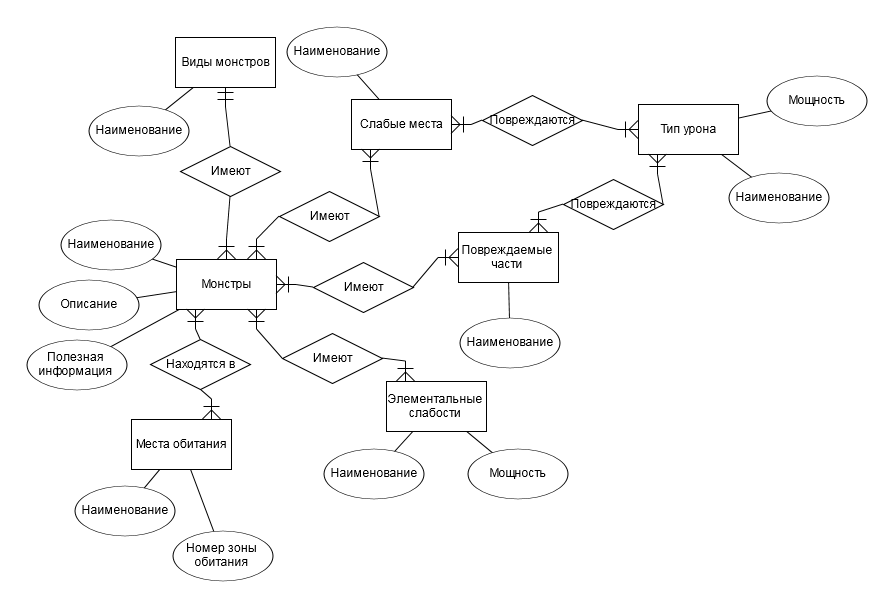 Виды монстров
Наименование
Наименование
Слабые места
Повреждаются
Тип урона
Мощность
Наименование
Имеют
Имеют
Повреждаются
Наименование
Описание
Полезная
информация
Монстры
Имеют
Повреждаемые
части
Наименование
Находятся в
Имеют
Элементальные
слабости
Наименование
Мощность
Места обитания
Наименование
Номер зоны
обитания